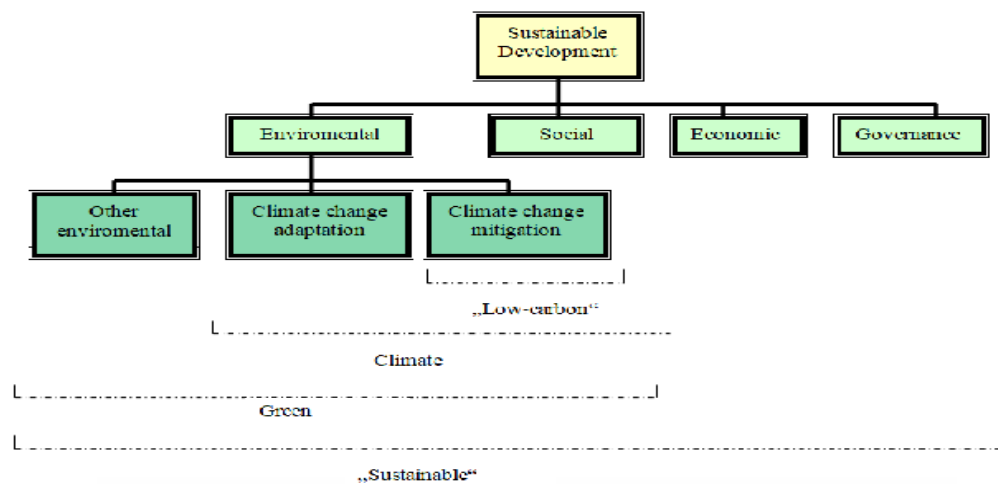 Sustainable
Development
Enviromental
Social
Economic
Governance
Other
enviromental
Climate change
adaptation
Climate change
mitigation
„Low-carbon“
Climate
Green
„Sustainable“